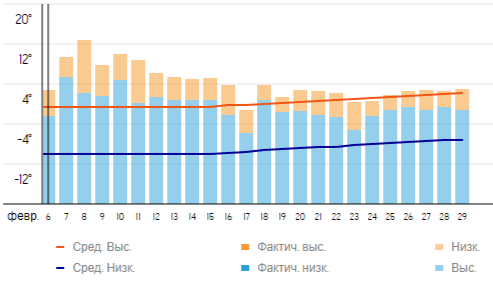 20°
12°
4°
-4°
-12°
февр. 6 7 8 9 10 11 12 13 14 15 16 17 18 19 20 21 22 23 24 25 26 27 28 29
Сред. Выс. Фактич. выс. Низк.
Сред. Низк. Фактич. низк. Выс.